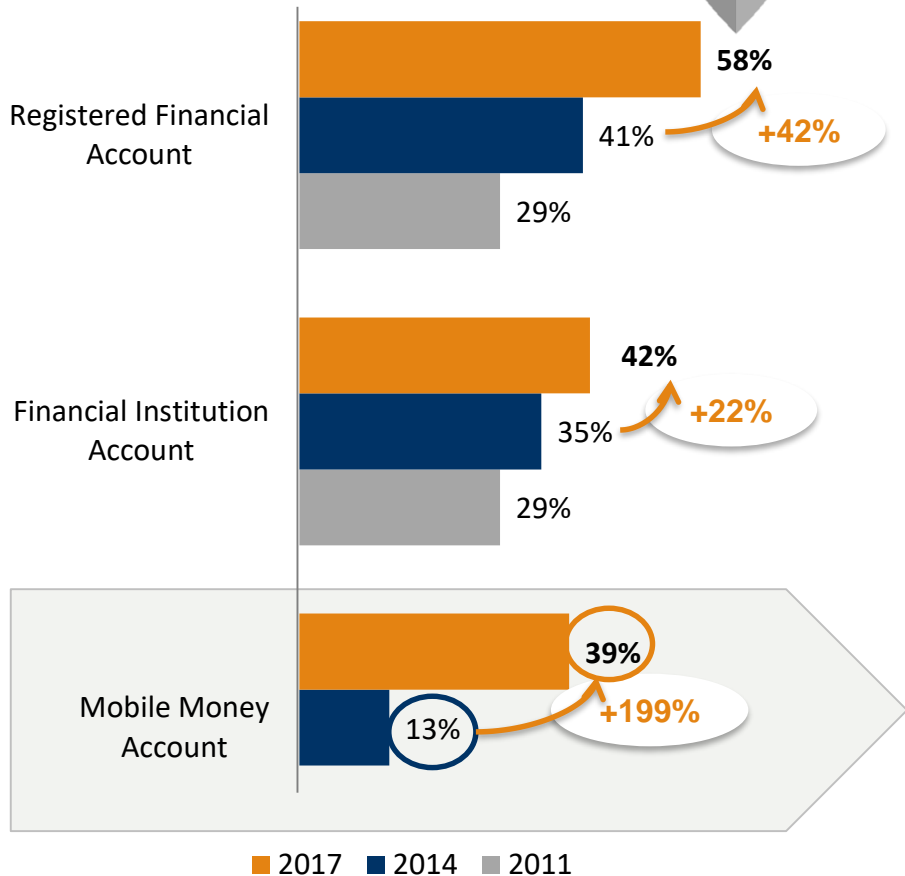 58%
Registered Financial
Account
41%
+42%
29%
42%
Financial Institution
Account
35%
+22%
29%
39%
Mobile Money
Account
13%
+199%
2017 2014 2011